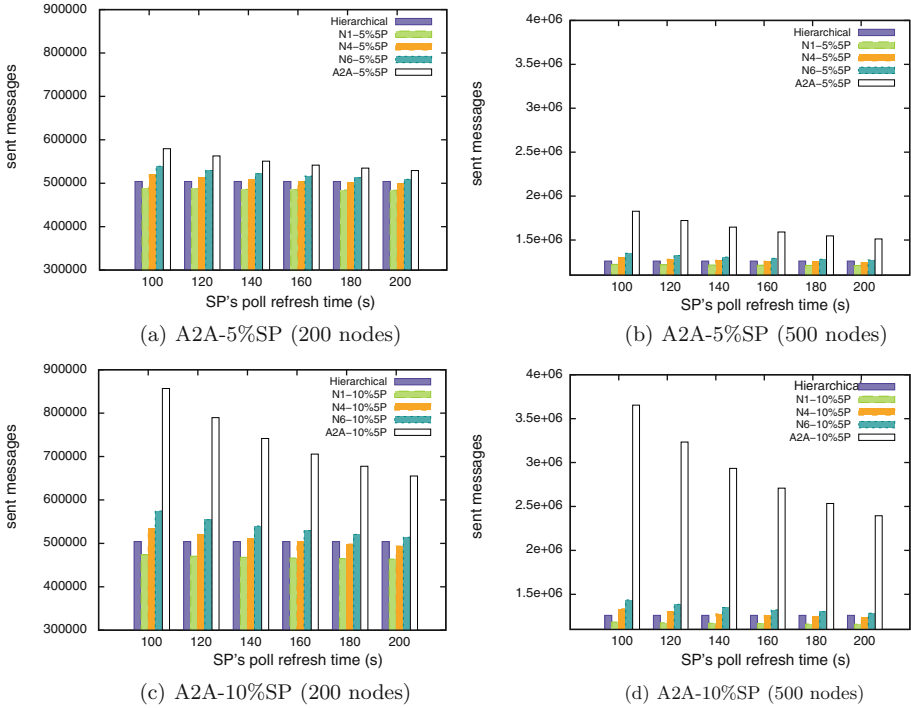 900000
800000
700000
600000
500000
400000
300000
sent messages
Hierarchical
N1-5%5P
N4-5%5P
N6-5%5P
A2A-5%5P
100 120 140 160 180 200
SP's poll refresh time (s)
(a) A2A-5%SP (200 nodes)
4e+06
3.5e+06
3e+06
2.5e+06
2e+06
1.5e+06
sent messages
Hierarchical
N1-5%5P
N4-5%5P
N6-5%5P
A2A-5%5P
100 120 140 160 180 200
SP's poll refresh time (s)
(b) A2A-5%SP (500 nodes)
900000
800000
700000
600000
500000
400000
300000
sent messages
Hierarchical
N1-10%5P
N4-10%5P
N6-10%5P
A2A-10%5P
100 120 140 160 180 200
SP's poll refresh time (s)
(c) A2A-10%SP (200 nodes)
4e+06
3.5e+06
3e+06
2.5e+06
2e+06
1.5e+06
sent messages
Hierarchical
N1-10%5P
N4-10%5P
N6-10%5P
A2A-10%5P
100 120 140 160 180 200
SP's poll refresh time (s)
(d) A2A-10%SP (500 nodes)